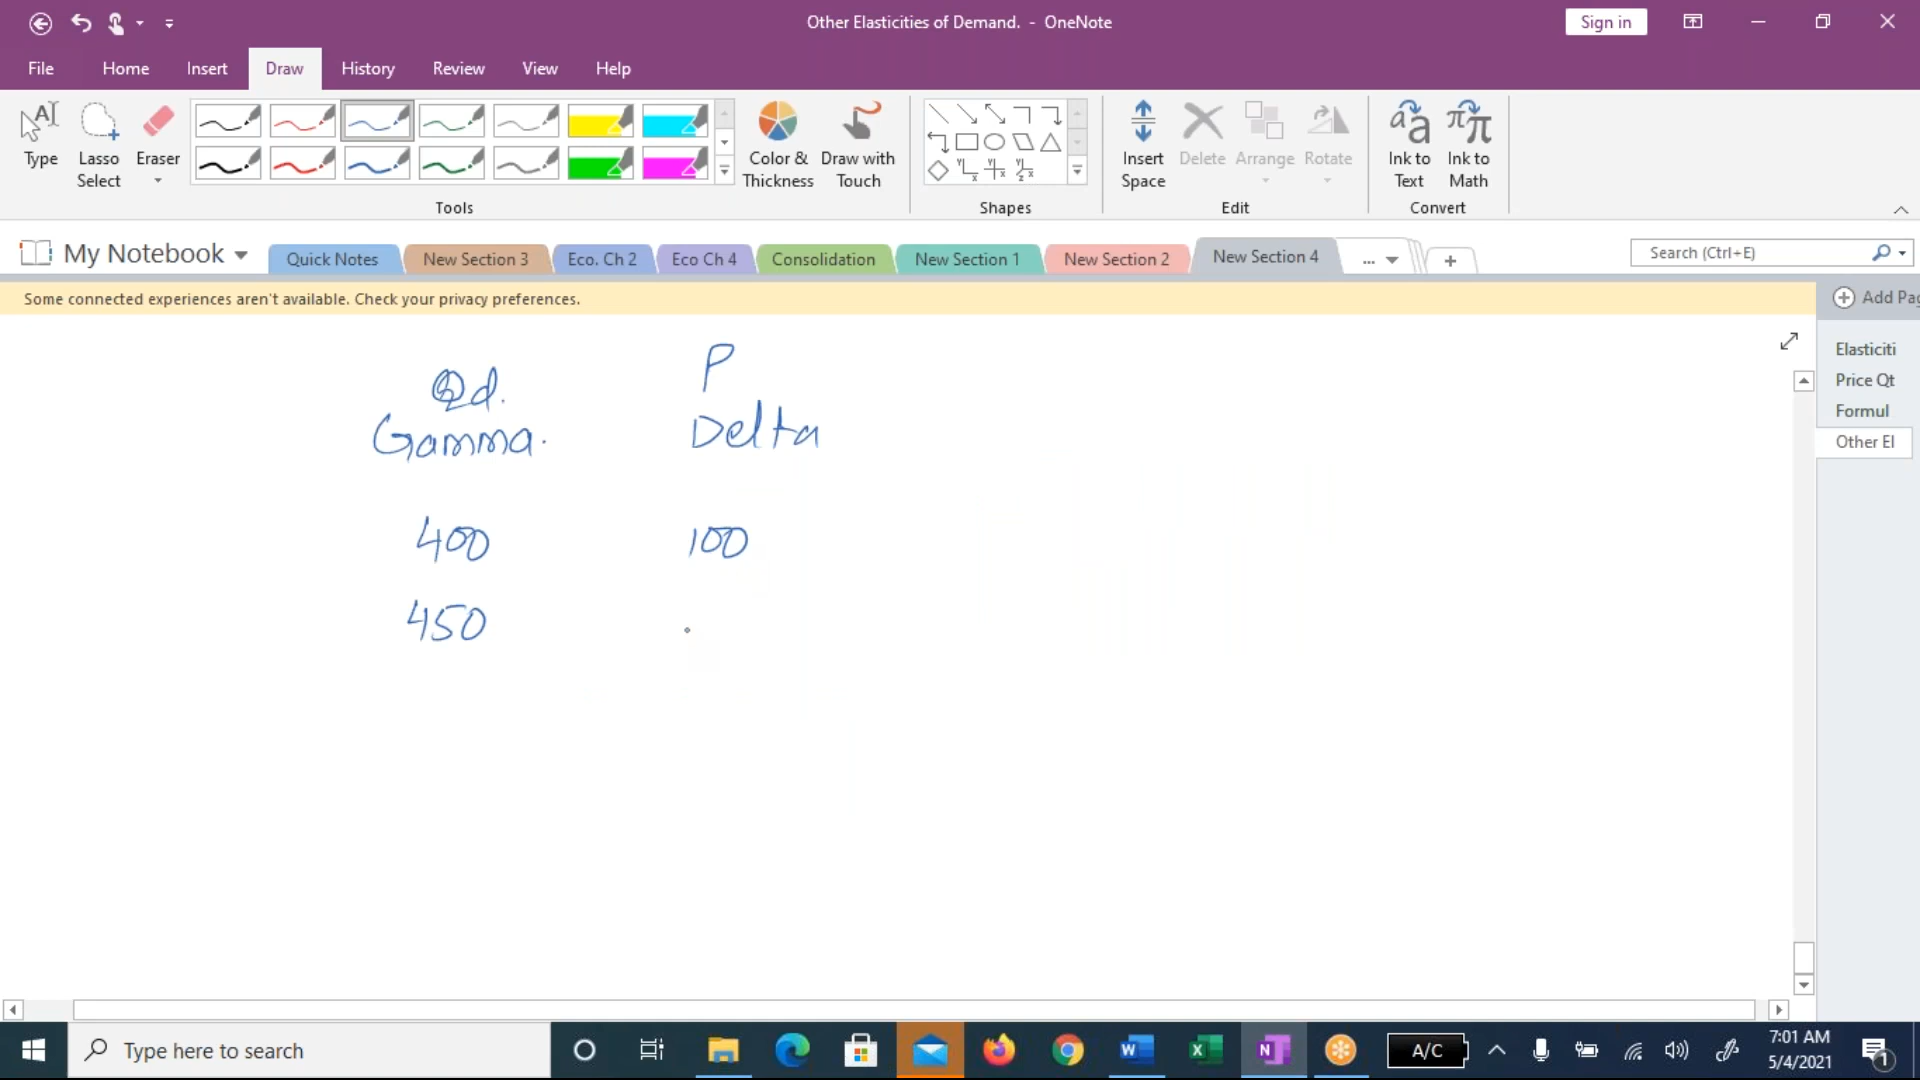 Other Elasticities of Demand. - OneNote
Sign in
File Home Insert Draw History Review View Help
Type
Lasso Select
Eraser
Color & Thickness
Draw with Touch
Insert Space
Delete
Arrange
Rotate
Ink to Text
Ink to Math
Tools
Shapes
Edit
Convert
My Notebook
Quick Notes
New Section 3
Eco. Ch 2
Eco Ch 4
Consolidation
New Section 1
New Section 2
New Section 4
...
Search (Ctrl+E)
Some connected experiences aren't available. Check your privacy preferences.
Add Pag
Elasticiti
Price Qt
Formul
Other El
Qd. P
Gamma. Delta
400 100
450
Type here to search
A/C
7:01 AM
5/4/2021
1